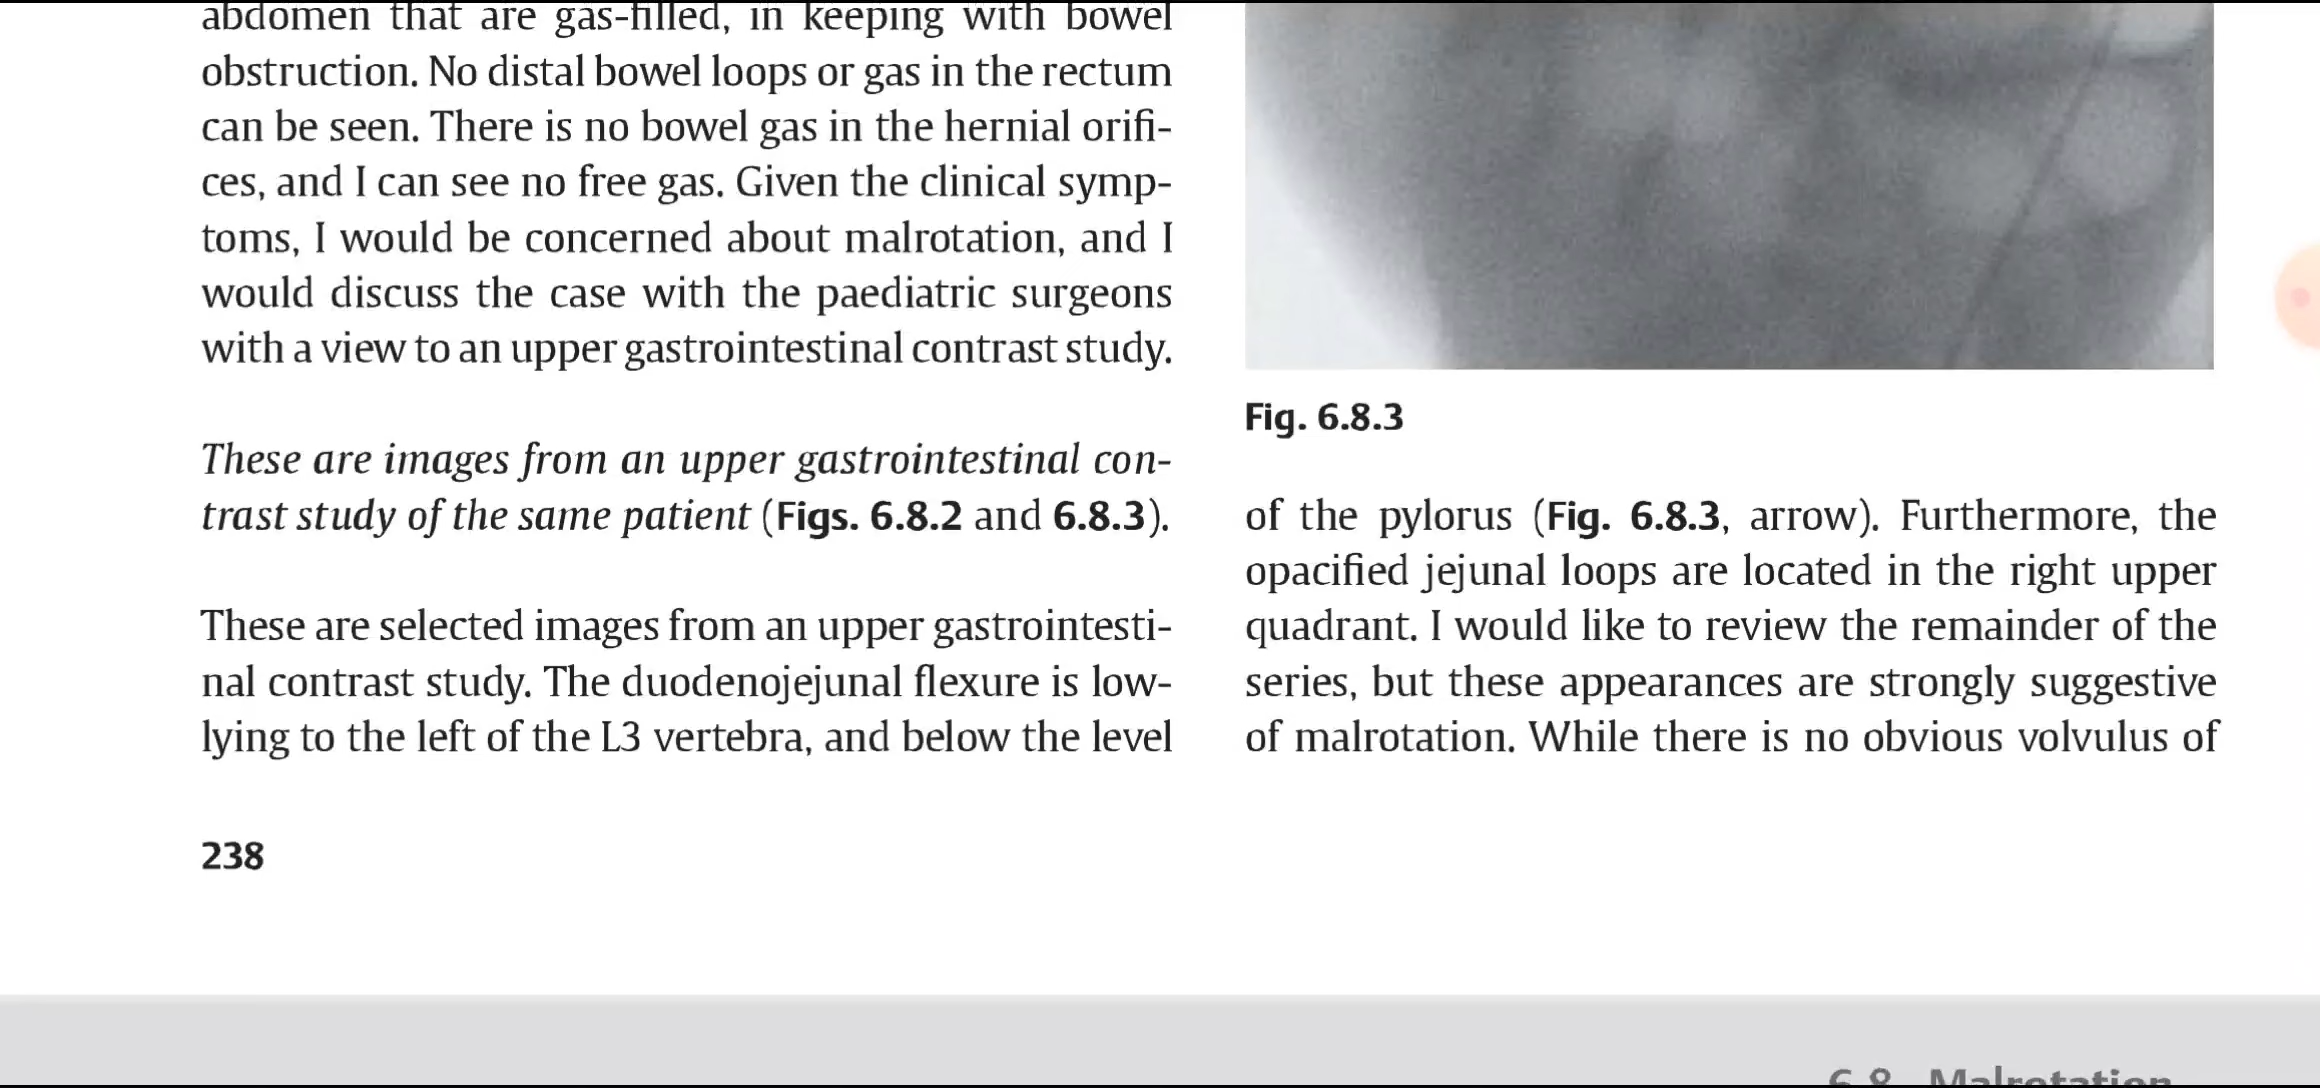 abdomen that are gas-filled, in keeping with bowel
obstruction. No distal bowel loops or gas in the rectum
can be seen. There is no bowel gas in the hernial orifi-
ces, and I can see no free gas. Given the clinical symp-
toms, I would be concerned about malrotation, and I
would discuss the case with the paediatric surgeons
with a view to an upper gastrointestinal contrast study.
These are images from an upper gastrointestinal con-
trast study of the same patient (Figs. 6.8.2 and 6.8.3).
These are selected images from an upper gastrointesti-
nal contrast study. The duodenojejunal flexure is low-
lying to the left of the L3 vertebra, and below the level
Fig. 6.8.3
of the pylorus (Fig. 6.8.3, arrow). Furthermore, the
opacified jejunal loops are located in the right upper
quadrant. I would like to review the remainder of the
series, but these appearances are strongly suggestive
of malrotation. While there is no obvious volvulus of
238
6.8 Malrotation